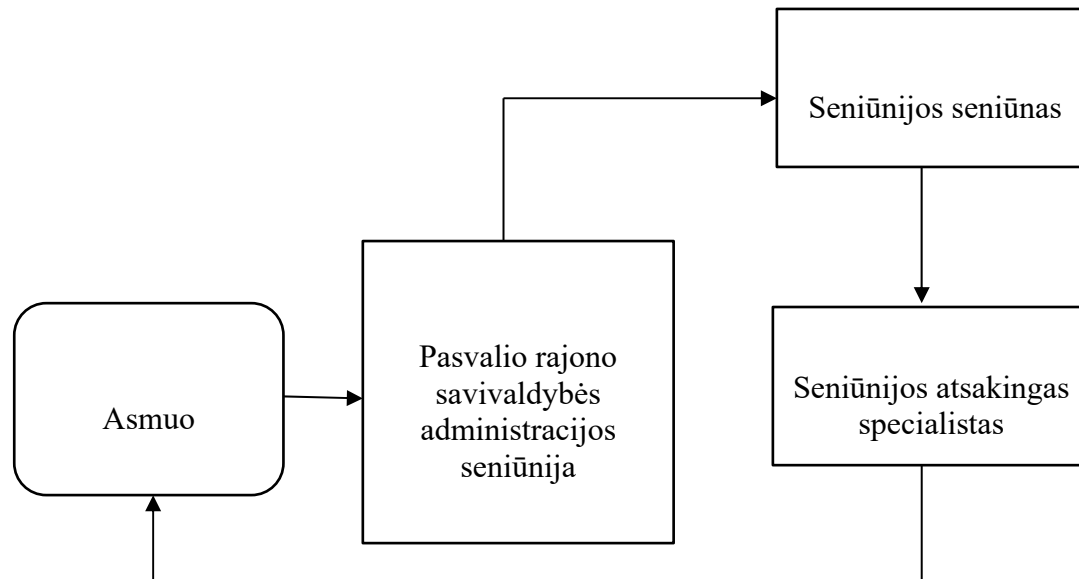 Seniūnijos seniūnas
Asmuo
Pasvalio rajono
savivaldybės
administracijos
seniūnija
Seniūnijos atsakingas
specialistas